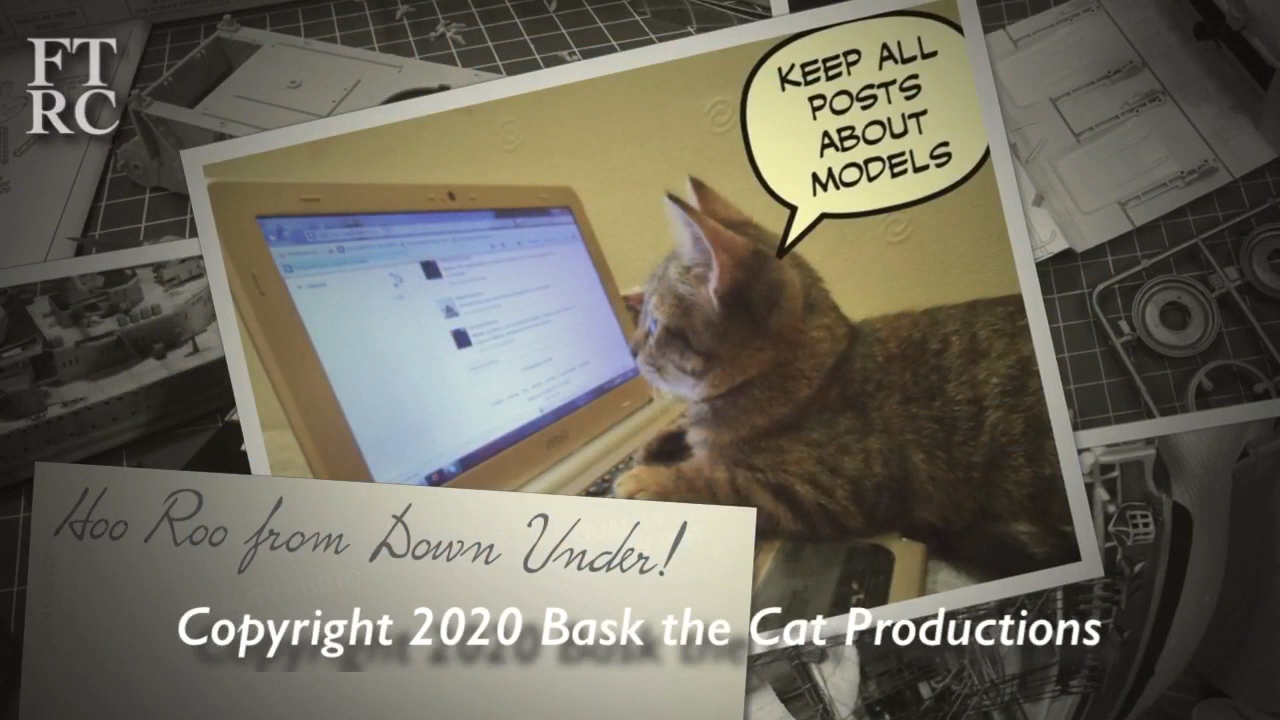 FT
RC
KEEP ALL
POSTS
ABOUT
MODELS
Hoo Roo from Down Under!
Copyright 2020 Bask the Cat Productions